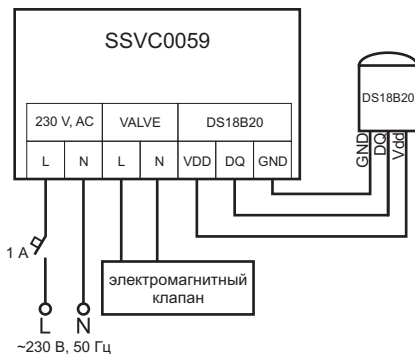 SSVC0059
230 V, AC VALVE DS18B20
L N L N VDD DQ GND
DS18B20
GND DQ Vdd
1 A
электромагнитный
клапан
L N
~230 В, 50 Гц